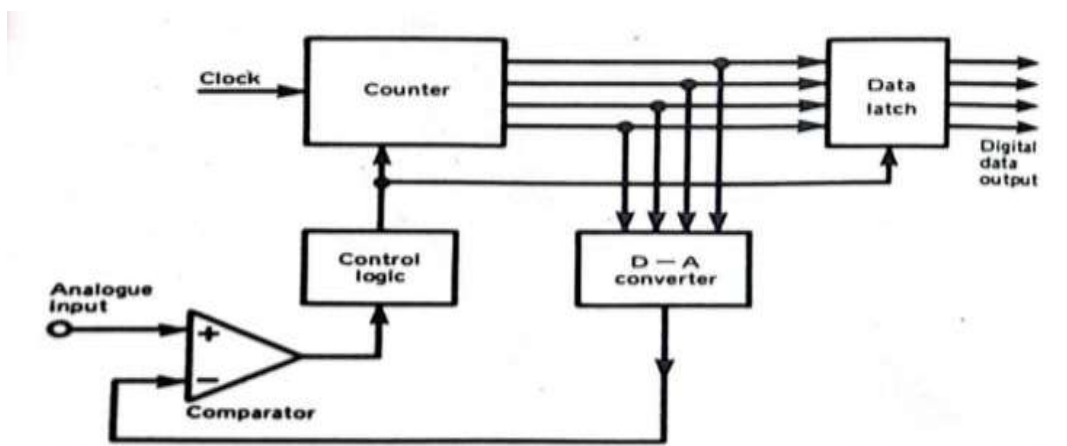 Clock
Counter
Data
latch
Digital
data
output
Control
logic
D – A
converter
Analogue
input
+
–
Comparator